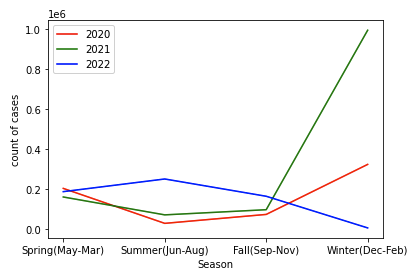 1e6
1.0
0.8
0.6
0.4
0.2
0.0
count of cases
2020
2021
2022
Spring(May-Mar) Summer(Jun-Aug) Fall(Sep-Nov) Winter(Dec-Feb)
Season